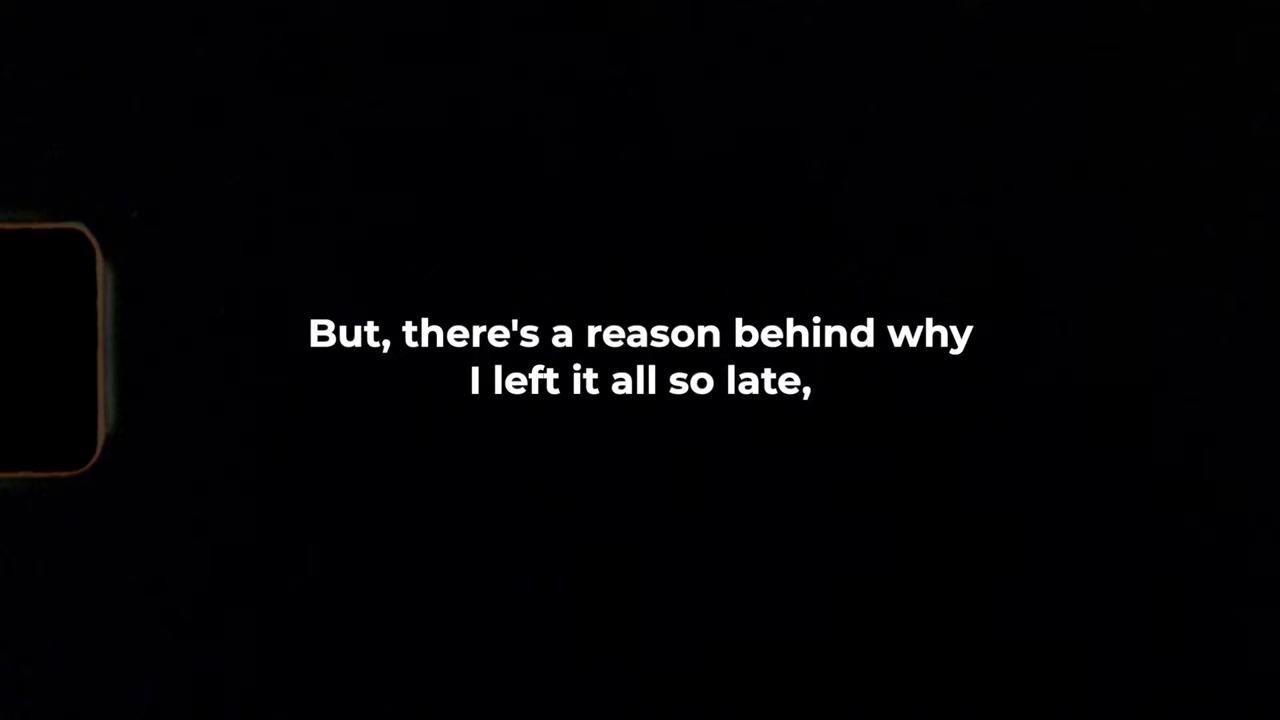 But, there's a reason behind why
I left it all so late,